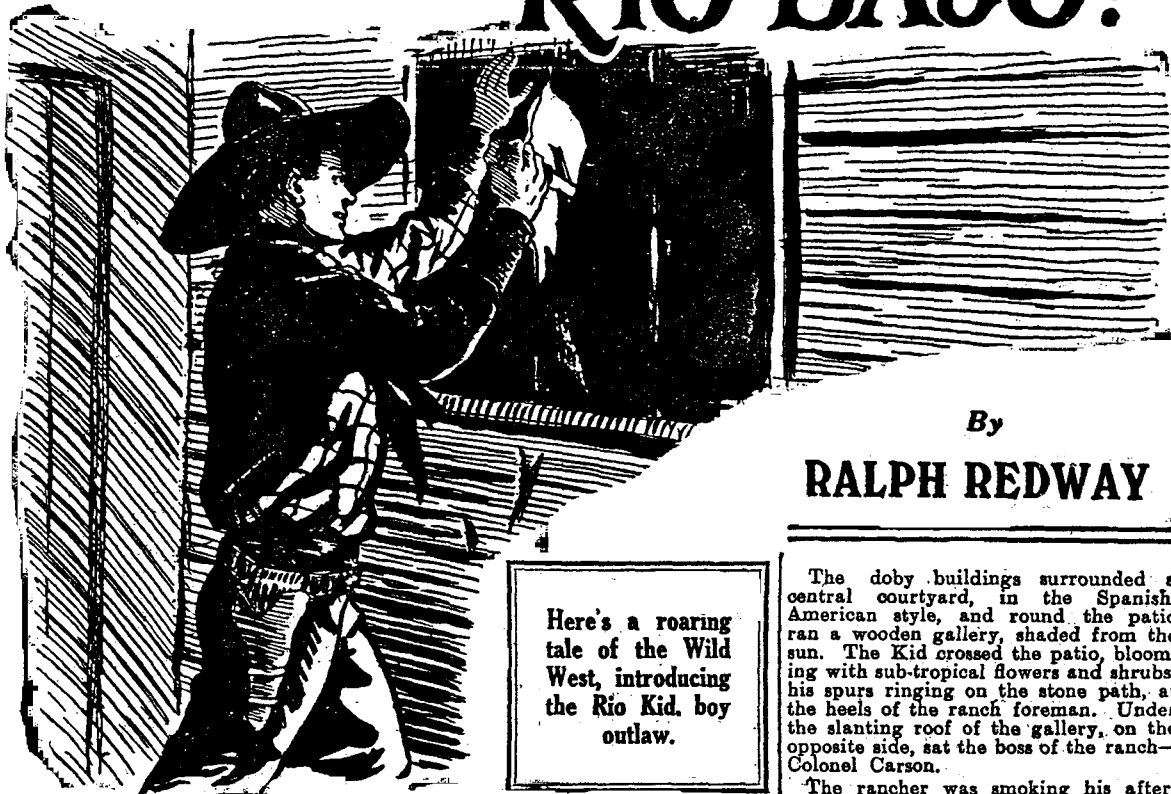 RIO BAJO!
By
RALPH REDWAY
Here's a roaring
tale of the Wild
West, introducing
the Rio Kid, boy
outlaw.
The doby buildings surrounded a
central courtyard, in the Spanish
American style, and round the patio
ran a wooden gallery, shaded from the
sun. The Kid crossed the patio, bloom-
ing with sub-tropical flowers and shrubs,
his spurs ringing on the stone path, at
the heels of the ranch foreman. Under
the slanting roof of the gallery, on the
opposite side, sat the boss of the ranch—
Colonel Carson.
The rancher was smoking his after-